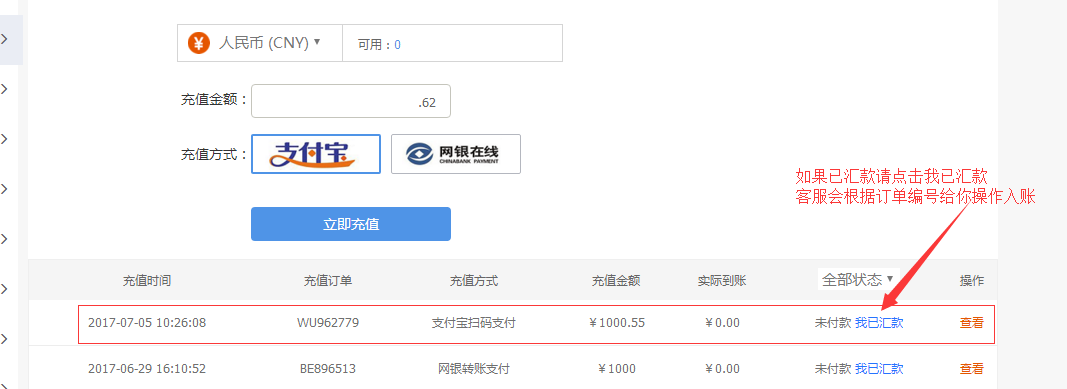 人民币 (CNY) 可用：0
充值金额： .62
充值方式： 支付宝 网银在线 CHINABANK PAYMENT
如果已汇款请点击我已汇款
客服会根据订单编号给你操作入账
立即充值
充值时间 充值订单 充值方式 充值金额 实际到账 全部状态 操作
2017-07-05 10:26:08 WU962779 支付宝扫码支付 ￥1000.55 ￥0.00 未付款 我已汇款 查看
2017-06-29 16:10:52 BE896513 网银转账支付 ￥1000 ￥0.00 未付款 我已汇款 查看